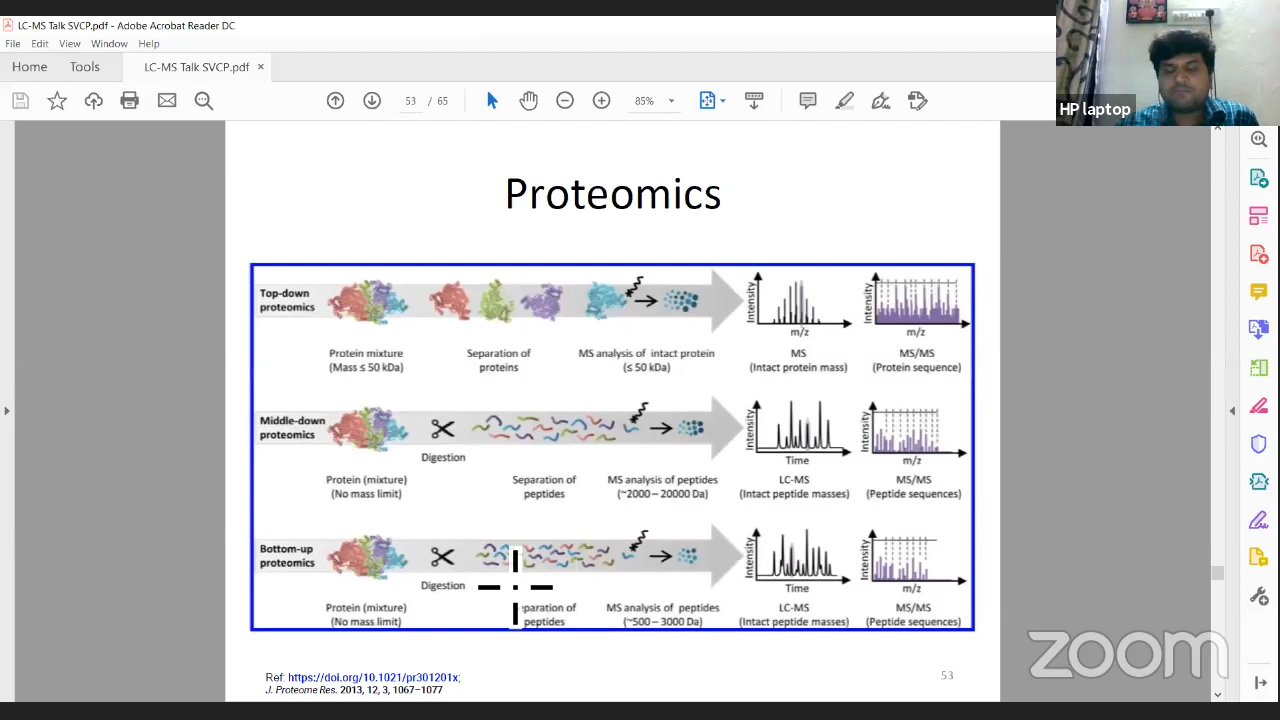 LC-MS Talk SVCP.pdf - Adobe Acrobat Reader DC
File Edit View Window Help
Home Tools LC-MS Talk SVCP.pdf ×
53 / 65 85%
HP laptop
Proteomics
Top-down
proteomics
Protein mixture
(Mass ≤ 50 kDa)
Separation of
proteins
MS analysis of intact protein
(≤ 50 kDa)
Intensity
m/z
MS
(Intact protein mass)
Intensity
m/z
MS/MS
(Protein sequence)
Middle-down
proteomics
Digestion
Protein (mixture)
(No mass limit)
Separation of
peptides
MS analysis of peptides
(~2000 – 20000 Da)
Intensity
Time
LC-MS
(Intact peptide masses)
Intensity
m/z
MS/MS
(Peptide sequences)
Bottom-up
proteomics
Digestion
Protein (mixture)
(No mass limit)
eparation of
peptides
MS analysis of peptides
(~500 – 3000 Da)
Intensity
Time
LC-MS
(Intact peptide masses)
Intensity
m/z
MS/MS
(Peptide sequences)
Ref: https://doi.org/10.1021/pr301201x;
J. Proteome Res. 2013, 12, 3, 1067–1077
53
zoom